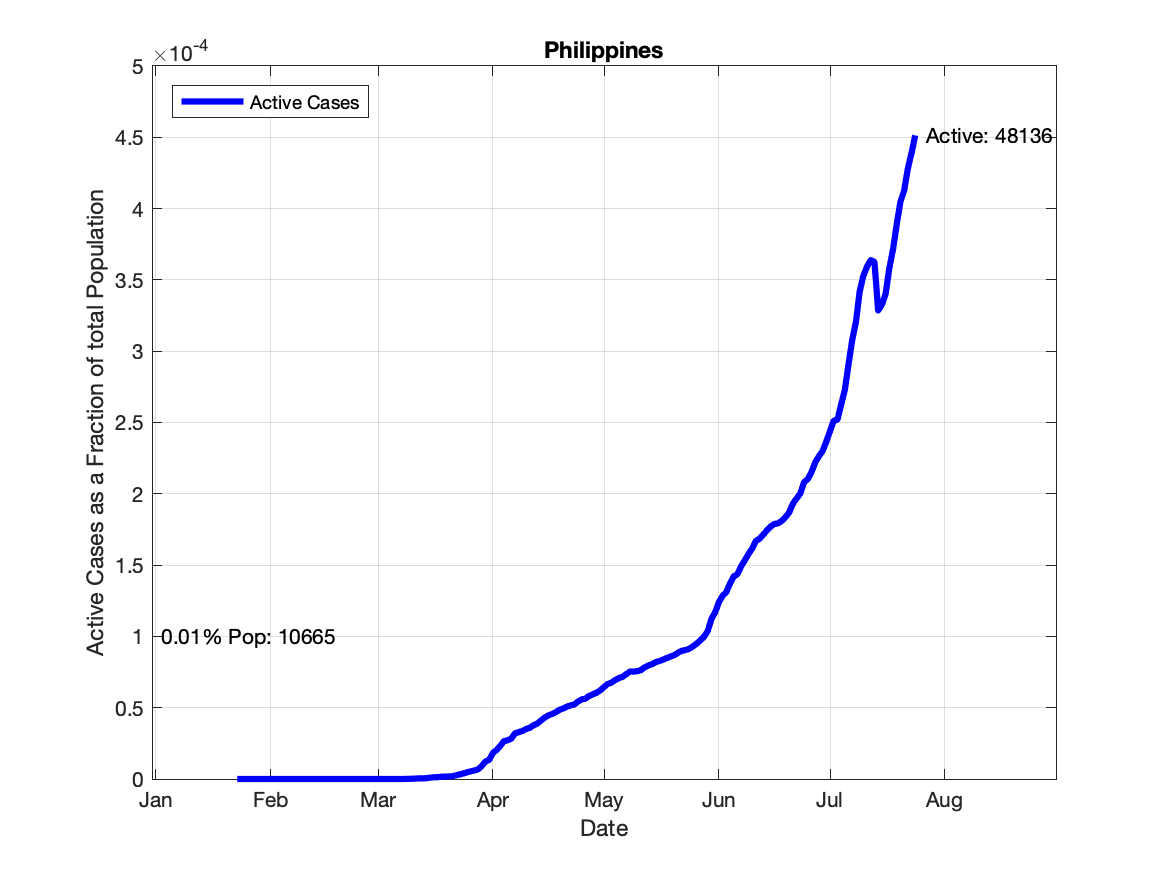 Philippines
×10-4
Active Cases
5
4.5
4
3.5
3
2.5
2
1.5
1
0.5
0
Active: 48136
0.01% Pop: 10665
Active Cases as a Fraction of total Population
Jan Feb Mar Apr May Jun Jul Aug
Date